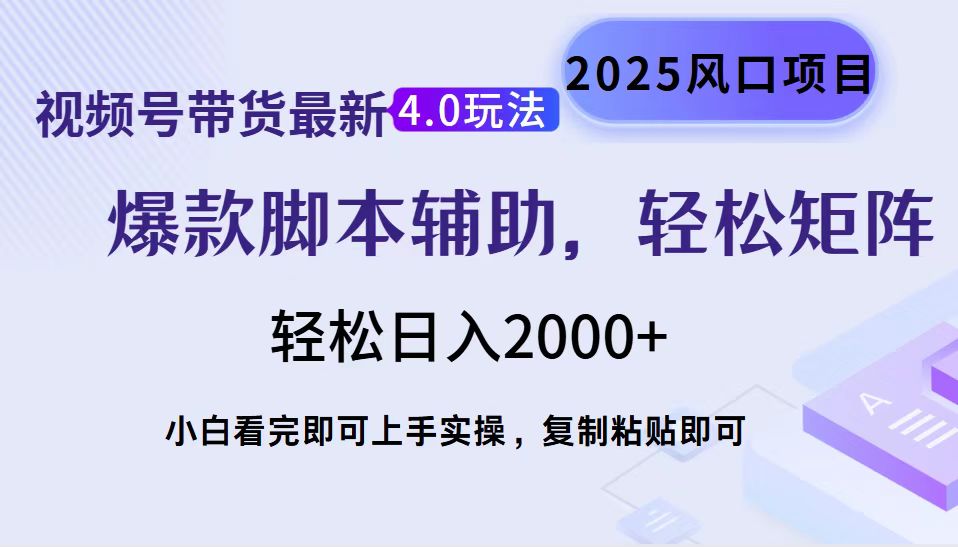 2025风口项目
视频号带货最新4.0玩法
爆款脚本辅助，轻松矩阵
轻松日入2000+
小白看完即可上手实操，复制粘贴即可
A